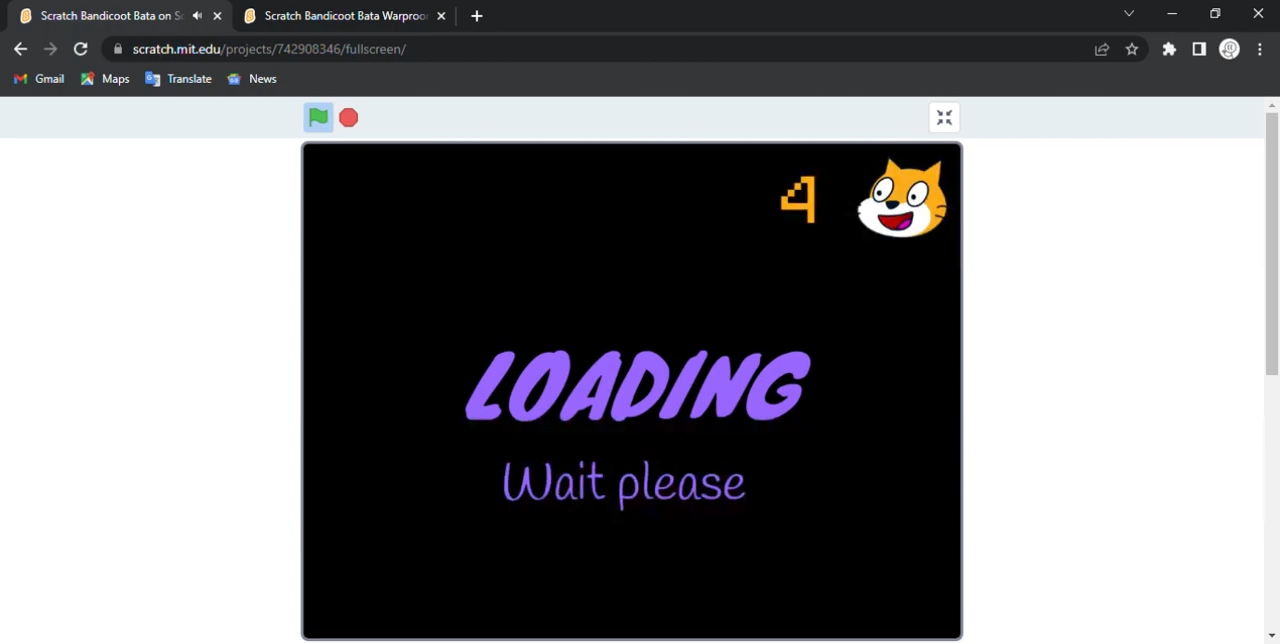 Scratch Bandicoot Bata on Sc
Scratch Bandicoot Bata Warproor
scratch.mit.edu/projects/742908346/fullscreen/
Gmail
Maps
Translate
News
4
LOADING
Wait please